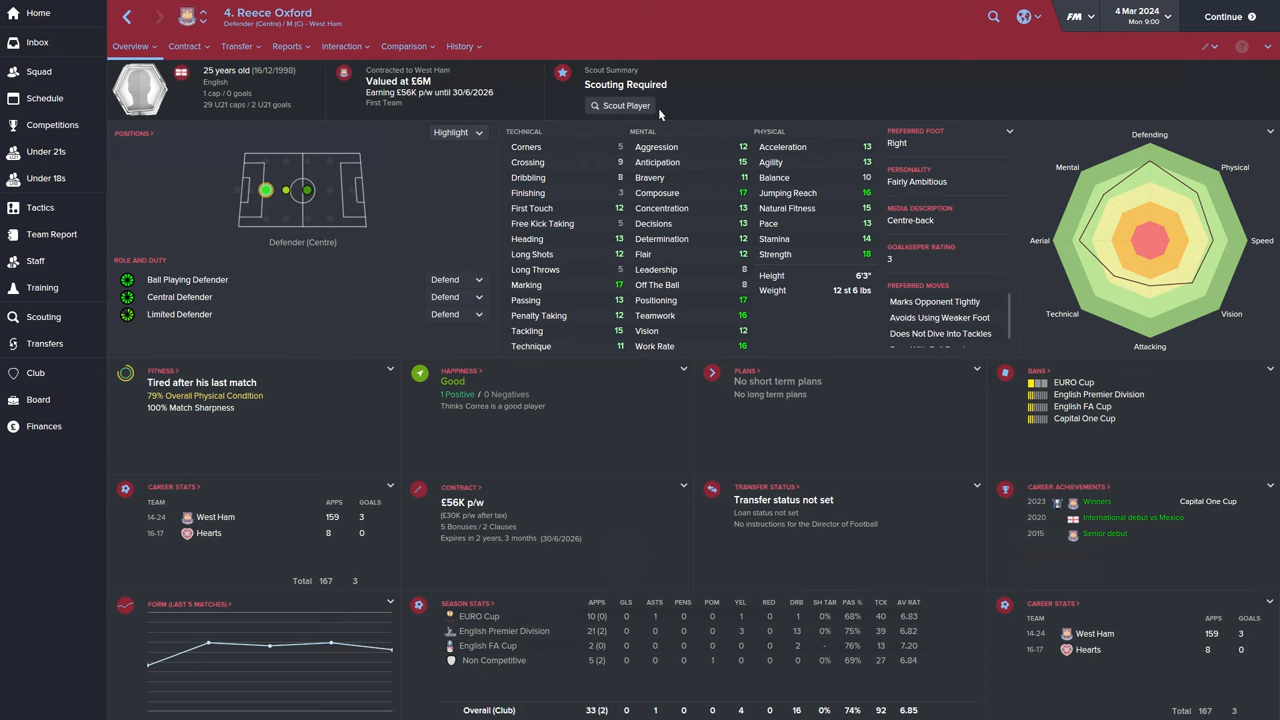 Home
Inbox
Squad
Schedule
Competitions
Under 21s
Under 18s
Tactics
Team Report
Staff
Training
Scouting
Transfers
Club
Board
Finances
4. Reece Oxford
Defender (Centre) / M (C) - West Ham
FM
4 Mar 2024
Mon 9:00
Continue
Overview
Contract
Transfer
Reports
Interaction
Comparison
History
25 years old (16/12/1998)
English
1 cap / 0 goals
29 U21 caps / 2 U21 goals
Contracted to West Ham
Valued at £6M
Earning £56K p/w until 30/6/2026
First Team
Scout Summary
Scouting Required
Scout Player
POSITIONS >
Highlight
Defender (Centre)
ROLE AND DUTY
Ball Playing Defender Defend
Central Defender Defend
Limited Defender Defend
TECHNICAL
Corners 5
Crossing 9
Dribbling 8
Finishing 3
First Touch 12
Free Kick Taking 5
Heading 13
Long Shots 12
Long Throws 5
Marking 17
Passing 13
Penalty Taking 12
Tackling 15
Technique 11
MENTAL
Aggression 12
Anticipation 15
Bravery 11
Composure 17
Concentration 13
Decisions 13
Determination 12
Flair 12
Leadership 8
Off The Ball 8
Positioning 17
Teamwork 16
Vision 12
Work Rate 16
PHYSICAL
Acceleration 13
Agility 13
Balance 10
Jumping Reach 16
Natural Fitness 15
Pace 13
Stamina 14
Strength 18
Height 6'3"
Weight 12 st 6 lbs
PREFERRED FOOT
Right
PERSONALITY
Fairly Ambitious
MEDIA DESCRIPTION
Centre-back
GOALKEEPER RATING
3
PREFERRED MOVES
Marks Opponent Tightly
Avoids Using Weaker Foot
Does Not Dive Into Tackles
Defending
Physical
Speed
Vision
Attacking
Technical
Aerial
Mental
FITNESS >
Tired after his last match
79% Overall Physical Condition
100% Match Sharpness
HAPPINESS >
Good
1 Positive / 0 Negatives
Thinks Correa is a good player
PLANS >
No short term plans
No long term plans
BANS >
EURO Cup
English Premier Division
English FA Cup
Capital One Cup
CAREER STATS >
TEAM APPS GOALS
14-24 West Ham 159 3
16-17 Hearts 8 0
Total 167 3
CONTRACT >
£56K p/w
(£30K p/w after tax)
5 Bonuses / 2 Clauses
Expires in 2 years, 3 months (30/6/2026)
TRANSFER STATUS >
Transfer status not set
Loan status not set
No instructions for the Director of Football
CAREER ACHIEVEMENTS >
2023 Winners Capital One Cup
2020 International debut vs Mexico
2015 Senior debut
FORM (LAST 5 MATCHES) >
SEASON STATS > APPS GLS ASTS PENS POM YEL RED DRB SH TAR PAS % TCK AV RAT
EURO Cup 10 (0) 0 1 0 0 1 0 1 0% 68% 40 6.83
English Premier Division 21 (2) 0 0 0 0 3 0 13 0% 75% 39 6.82
English FA Cup 2 (0) 0 0 0 0 0 0 2 - 76% 13 7.20
Non Competitive 5 (2) 0 0 0 1 0 0 0 0% 69% 27 6.84
Overall (Club) 33 (2) 0 1 0 0 4 0 16 0% 74% 92 6.85
CAREER STATS >
TEAM APPS GOALS
14-24 West Ham 159 3
16-17 Hearts 8 0
Total 167 3